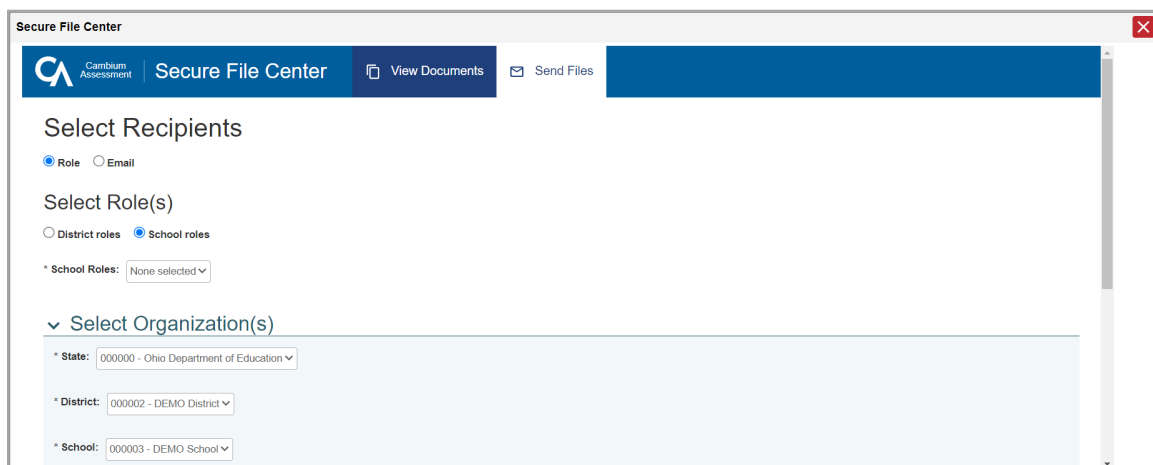 Secure File Center
Cambium
Assessment
Secure File Center
View Documents
Send Files
Select Recipients
Role Email
Select Role(s)
District roles School roles
* School Roles: None selected
Select Organization(s)
* State: 000000 - Ohio Department of Education
* District: 000002 - DEMO District
* School: 000003 - DEMO School